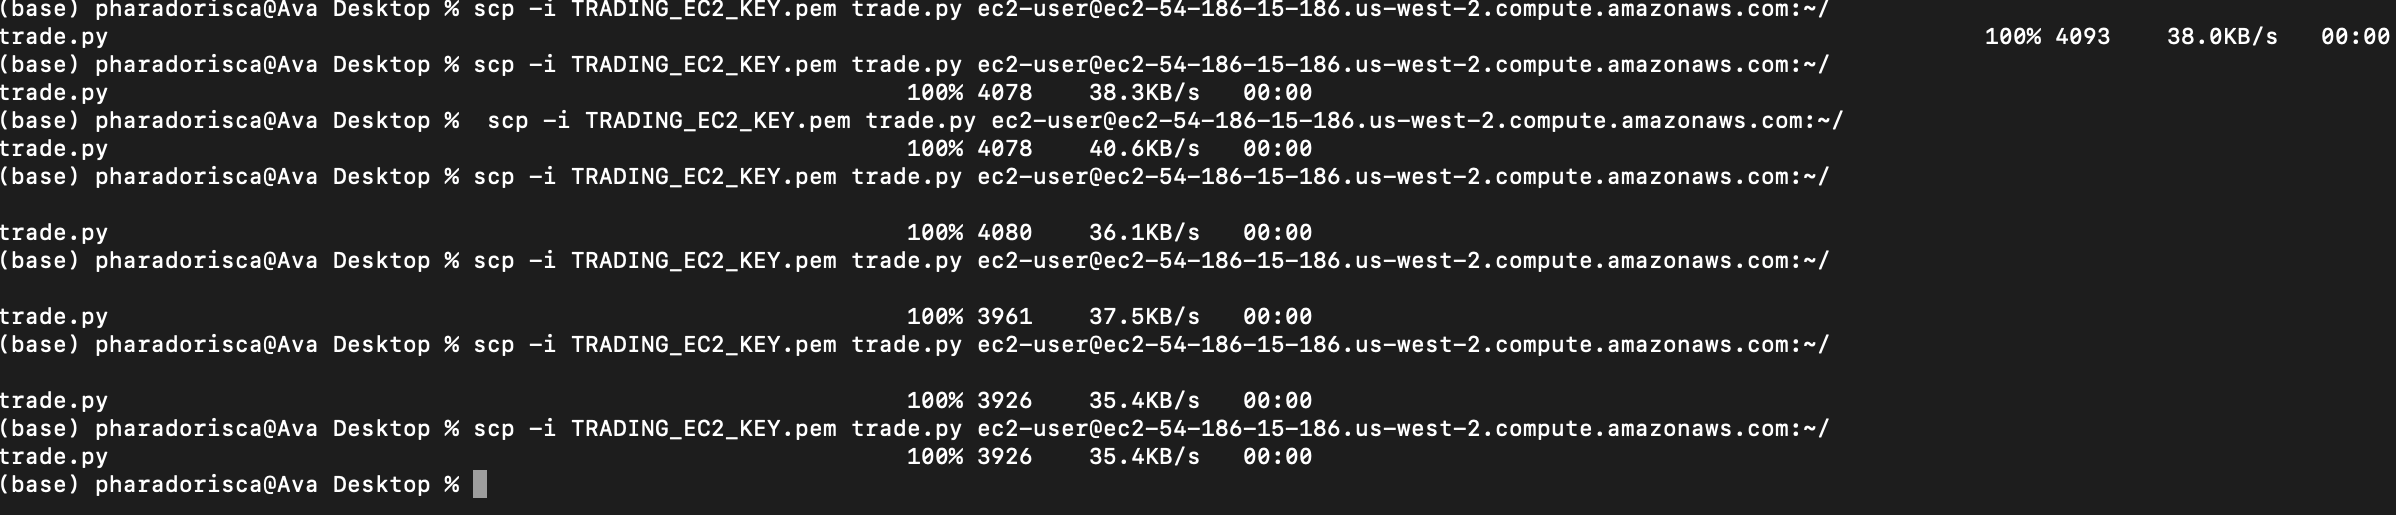 (base) pharadorisca@Ava Desktop % scp -i TRADING_EC2_KEY.pem trade.py ec2-user@ec2-54-186-15-186.us-west-2.compute.amazonaws.com:~/
trade.py 100% 4093 38.0KB/s 00:00
(base) pharadorisca@Ava Desktop % scp -i TRADING_EC2_KEY.pem trade.py ec2-user@ec2-54-186-15-186.us-west-2.compute.amazonaws.com:~/
trade.py 100% 4078 38.3KB/s 00:00
(base) pharadorisca@Ava Desktop %  scp -i TRADING_EC2_KEY.pem trade.py ec2-user@ec2-54-186-15-186.us-west-2.compute.amazonaws.com:~/
trade.py 100% 4078 40.6KB/s 00:00
(base) pharadorisca@Ava Desktop % scp -i TRADING_EC2_KEY.pem trade.py ec2-user@ec2-54-186-15-186.us-west-2.compute.amazonaws.com:~/
trade.py 100% 4080 36.1KB/s 00:00
(base) pharadorisca@Ava Desktop % scp -i TRADING_EC2_KEY.pem trade.py ec2-user@ec2-54-186-15-186.us-west-2.compute.amazonaws.com:~/
trade.py 100% 3961 37.5KB/s 00:00
(base) pharadorisca@Ava Desktop % scp -i TRADING_EC2_KEY.pem trade.py ec2-user@ec2-54-186-15-186.us-west-2.compute.amazonaws.com:~/
trade.py 100% 3926 35.4KB/s 00:00
(base) pharadorisca@Ava Desktop % scp -i TRADING_EC2_KEY.pem trade.py ec2-user@ec2-54-186-15-186.us-west-2.compute.amazonaws.com:~/
trade.py 100% 3926 35.4KB/s 00:00
(base) pharadorisca@Ava Desktop %